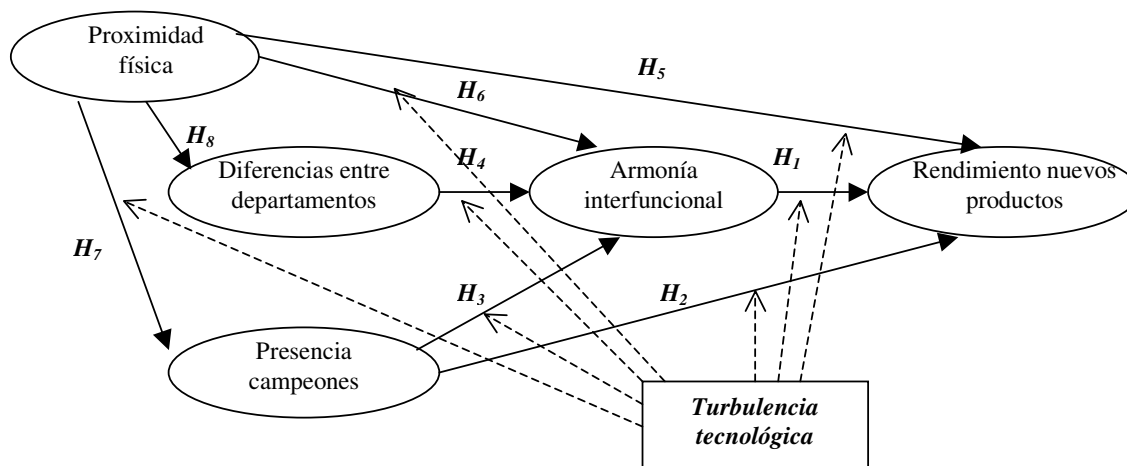 Proximidad
física
H5
H6
H8
Diferencias entre
departamentos
H4
Armonía
interfuncional
H1
Rendimiento nuevos
productos
H7
H3
H2
Presencia
campeones
Turbulencia
tecnológica